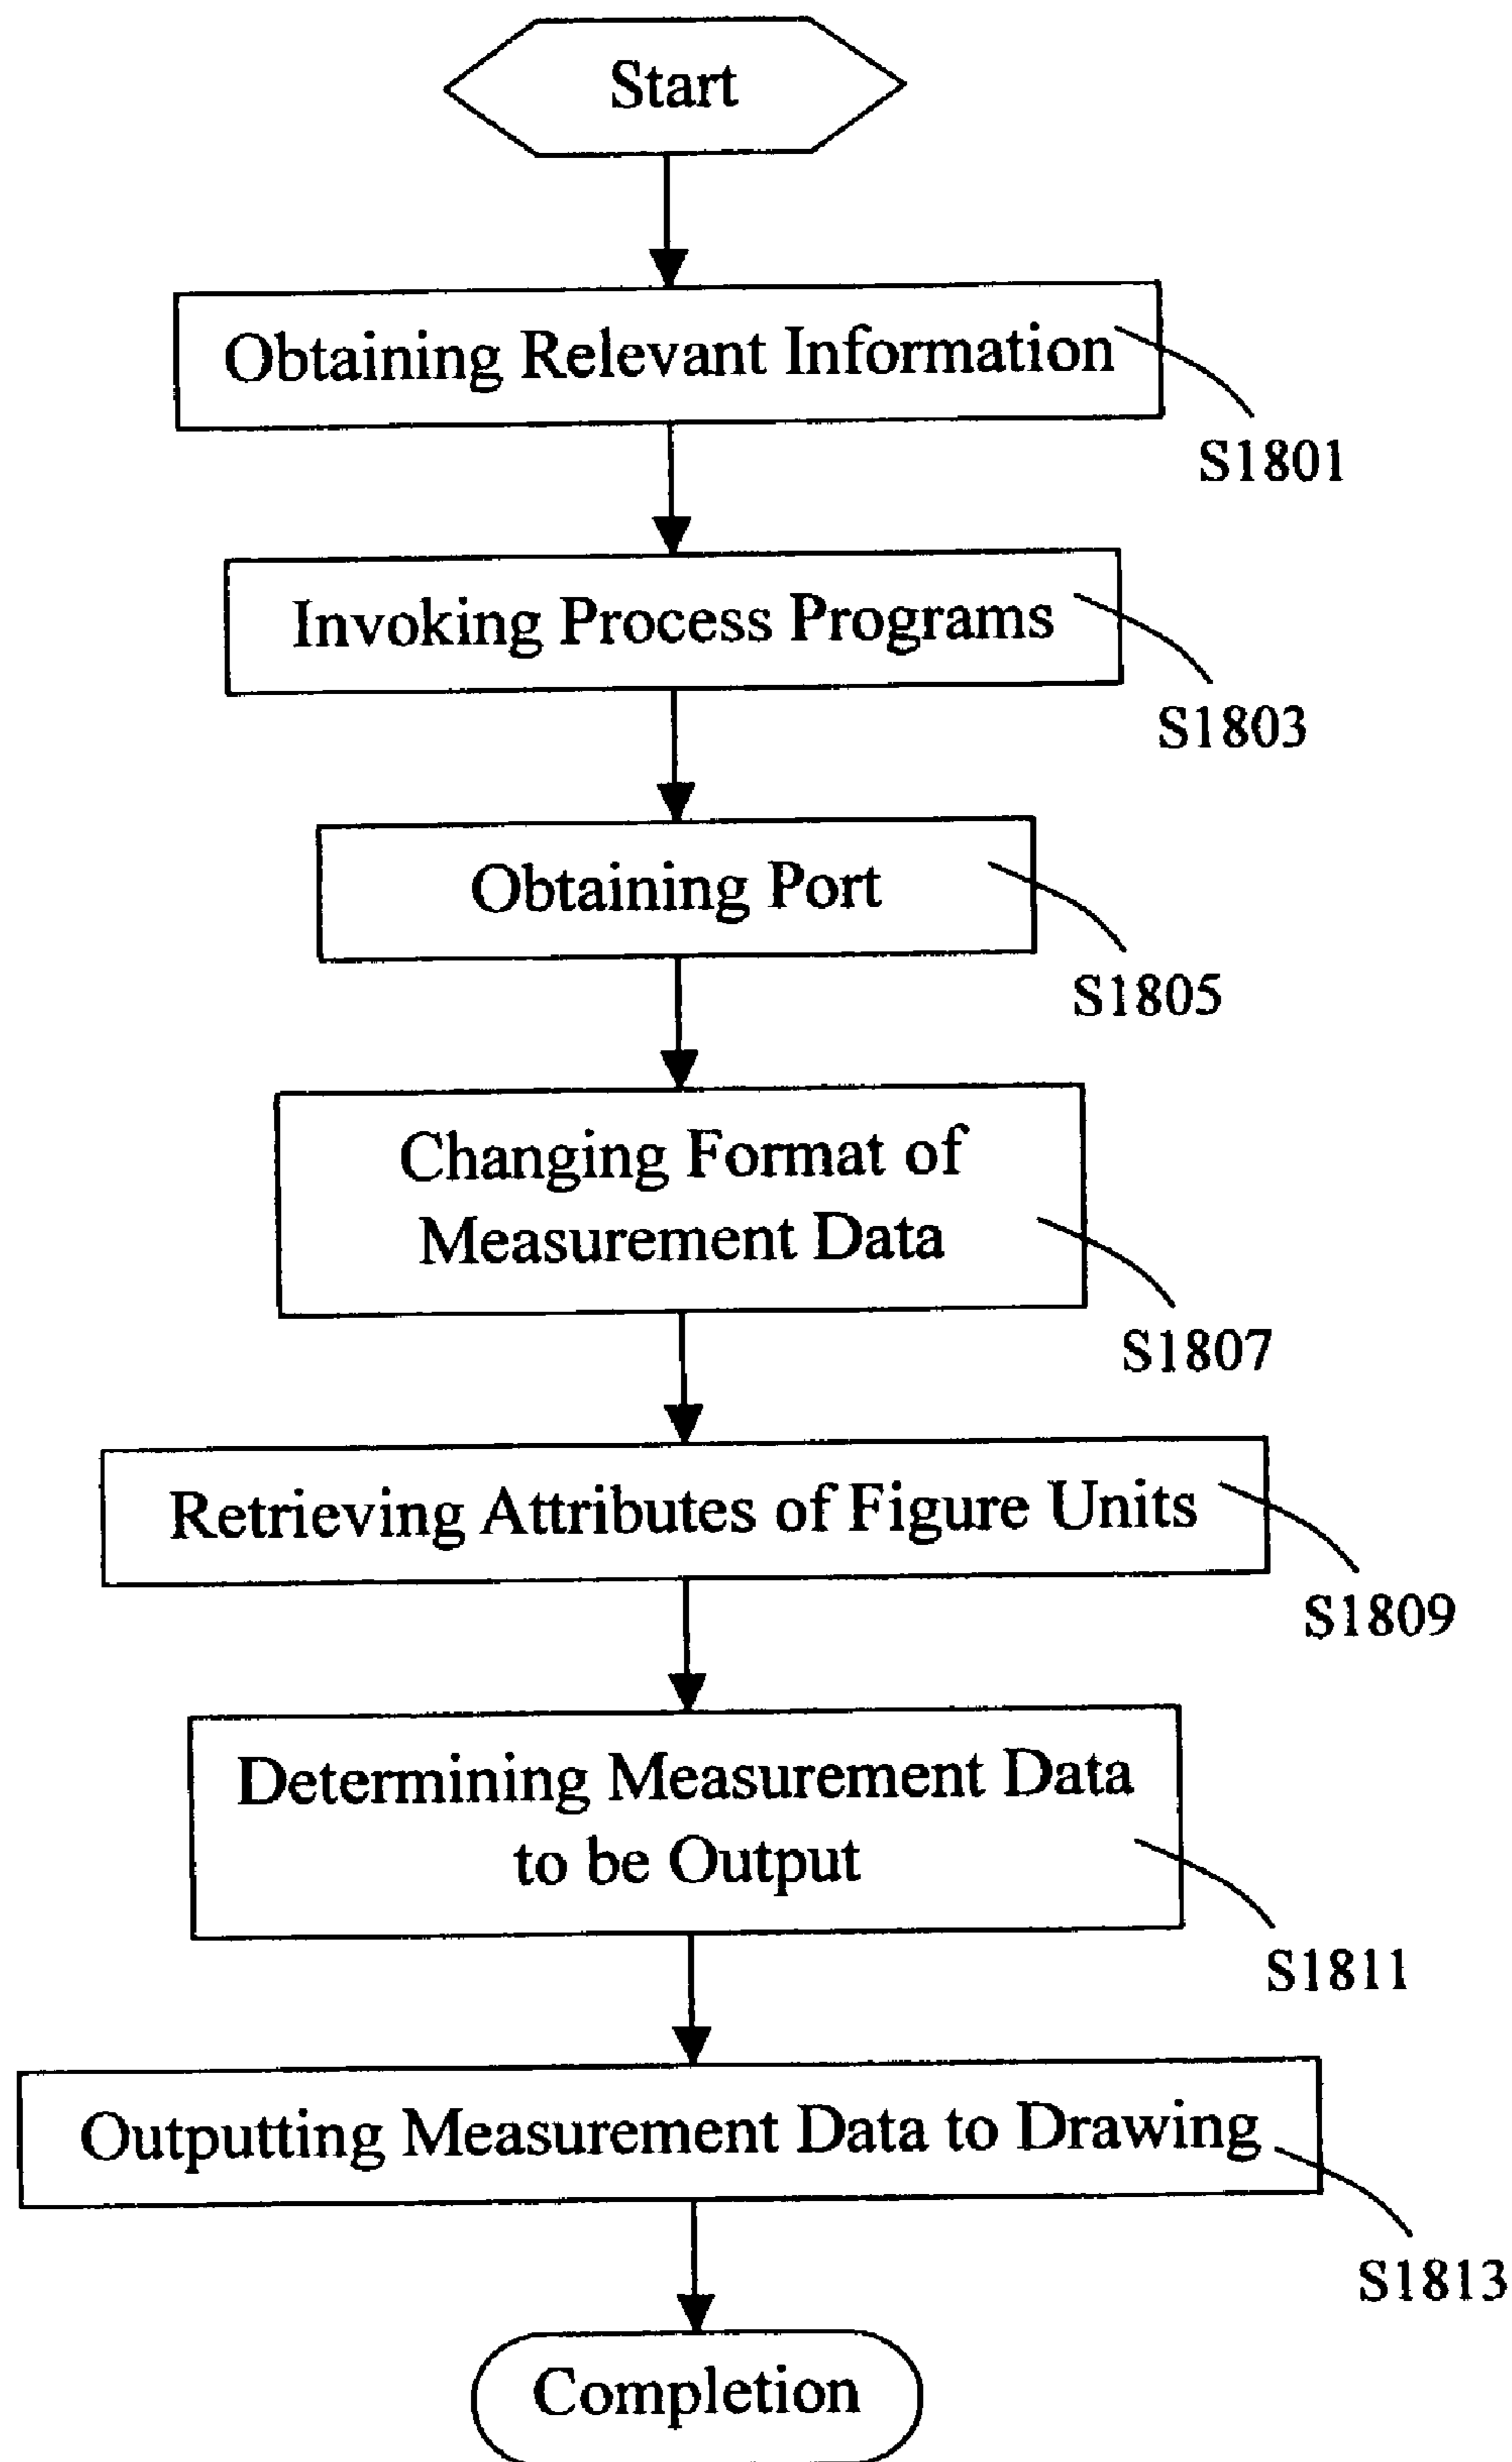 Start
Obtaining Relevant Information
S1801
Invoking Process Programs
S1803
Obtaining Port
S1805
Changing Format of
Measurement Data
S1807
Retrieving Attributes of Figure Units
S1809
Determining Measurement Data
to be Output
S1811
Outputting Measurement Data to Drawing
S1813
Completion